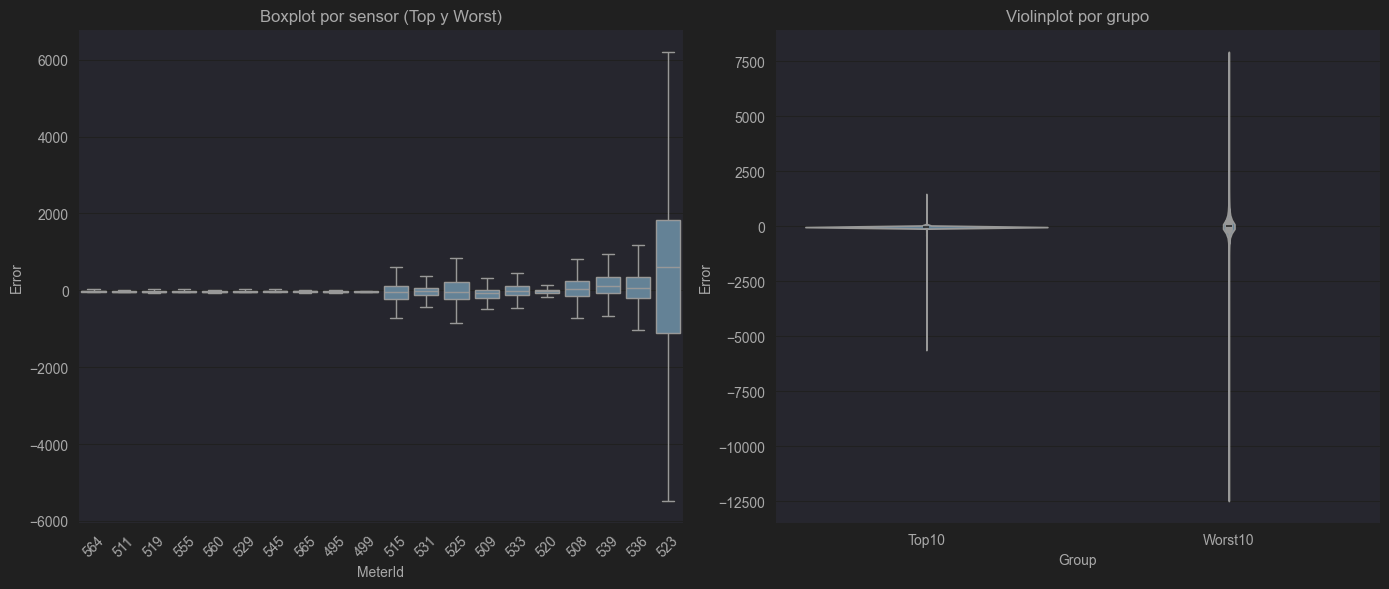 Boxplot por sensor (Top y Worst)
Error
6000
4000
2000
0
−2000
−4000
−6000
564 511 519 555 560 529 545 565 495 499 515 531 525 509 533 520 508 539 536 523
MeterId
Violinplot por grupo
Error
7500
5000
2500
0
−2500
−5000
−7500
−10000
−12500
Top10 Worst10
Group